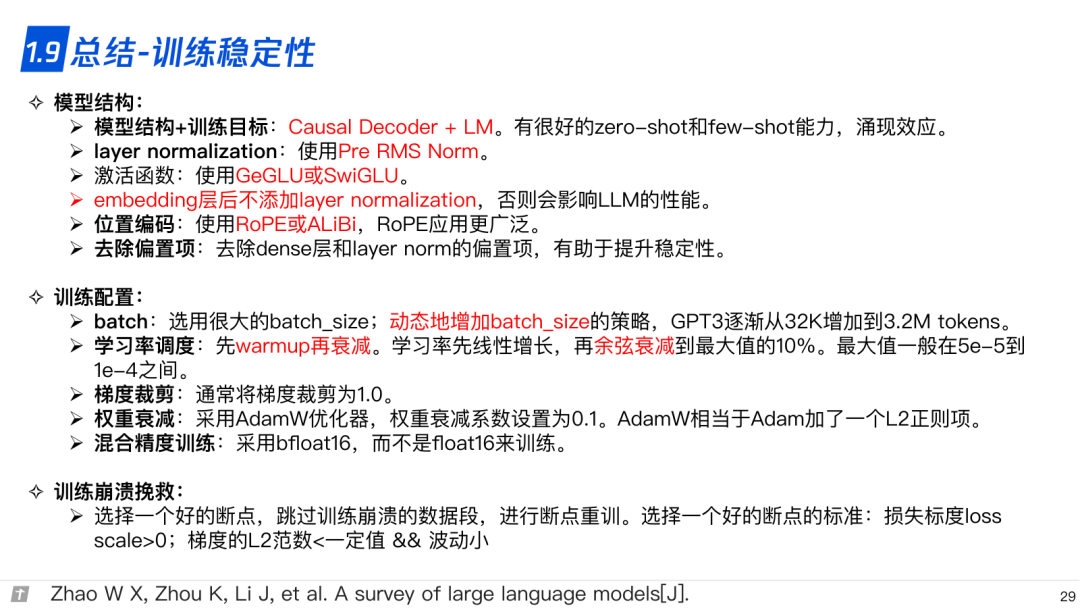 1.9 总结-训练稳定性
✧ 模型结构：
➢ 模型结构+训练目标：Causal Decoder + LM。有很好的zero-shot和few-shot能力，涌现效应。
➢ layer normalization：使用Pre RMS Norm。
➢ 激活函数：使用GeGLU或SwiGLU。
➢ embedding层后不添加layer normalization，否则会影响LLM的性能。
➢ 位置编码：使用RoPE或ALiBi，RoPE应用更广泛。
➢ 去除偏置项：去除dense层和layer norm的偏置项，有助于提升稳定性。
✧ 训练配置：
➢ batch：选用很大的batch_size；动态地增加batch_size的策略，GPT3逐渐从32K增加到3.2M tokens。
➢ 学习率调度：先warmup再衰减。学习率先线性增长，再余弦衰减到最大值的10%。最大值一般在5e-5到
1e-4之间。
➢ 梯度裁剪：通常将梯度裁剪为1.0。
➢ 权重衰减：采用AdamW优化器，权重衰减系数设置为0.1。AdamW相当于Adam加了一个L2正则项。
➢ 混合精度训练：采用bfloat16，而不是float16来训练。
✧ 训练崩溃挽救：
➢ 选择一个好的断点，跳过训练崩溃的数据段，进行断点重训。选择一个好的断点的标准：损失标度loss
scale>0；梯度的L2范数<一定值 && 波动小
Zhao W X, Zhou K, Li J, et al. A survey of large language models[J].
29